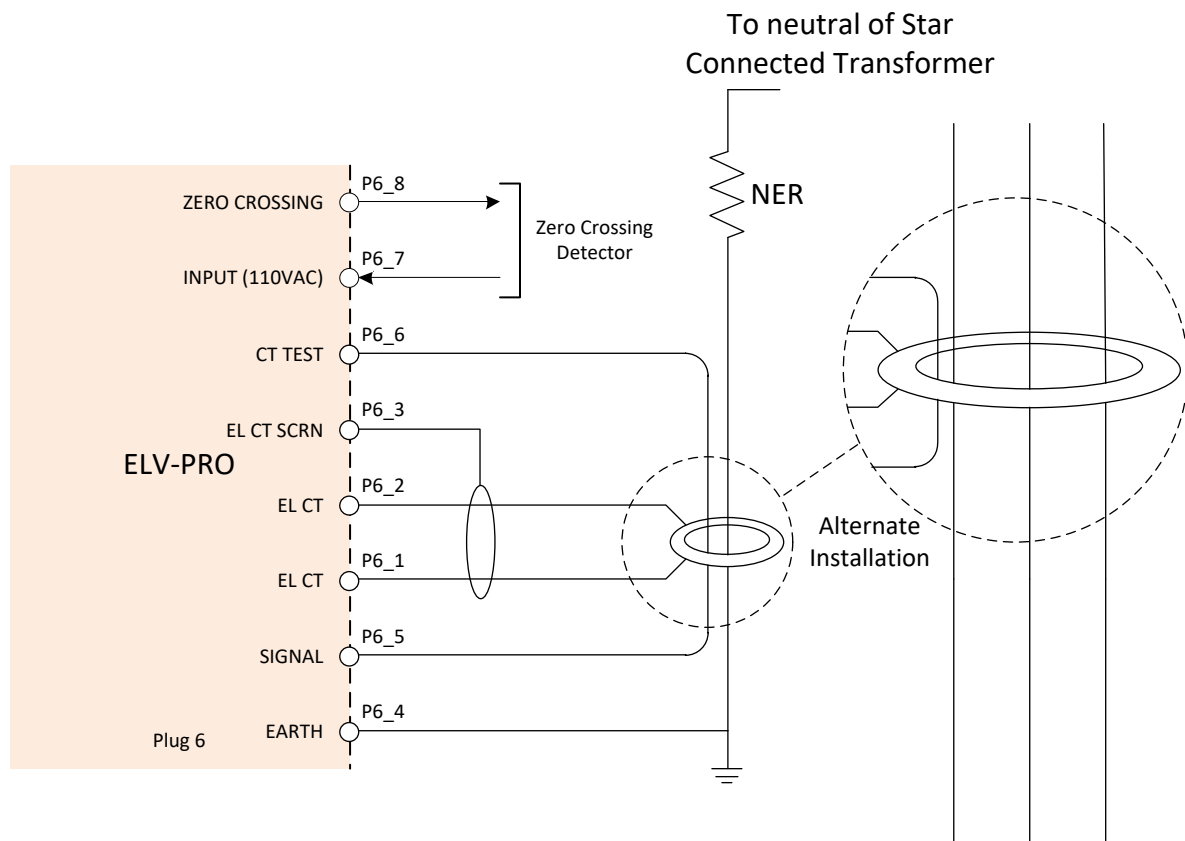 To neutral of Star
Connected Transformer
NER
ZERO CROSSING
P6_8
INPUT (110VAC)
P6_7
Zero Crossing
Detector
CT TEST
P6_6
EL CT SCRN
P6_3
ELV-PRO
EL CT
P6_2
EL CT
P6_1
Alternate
Installation
SIGNAL
P6_5
EARTH
P6_4
Plug 6